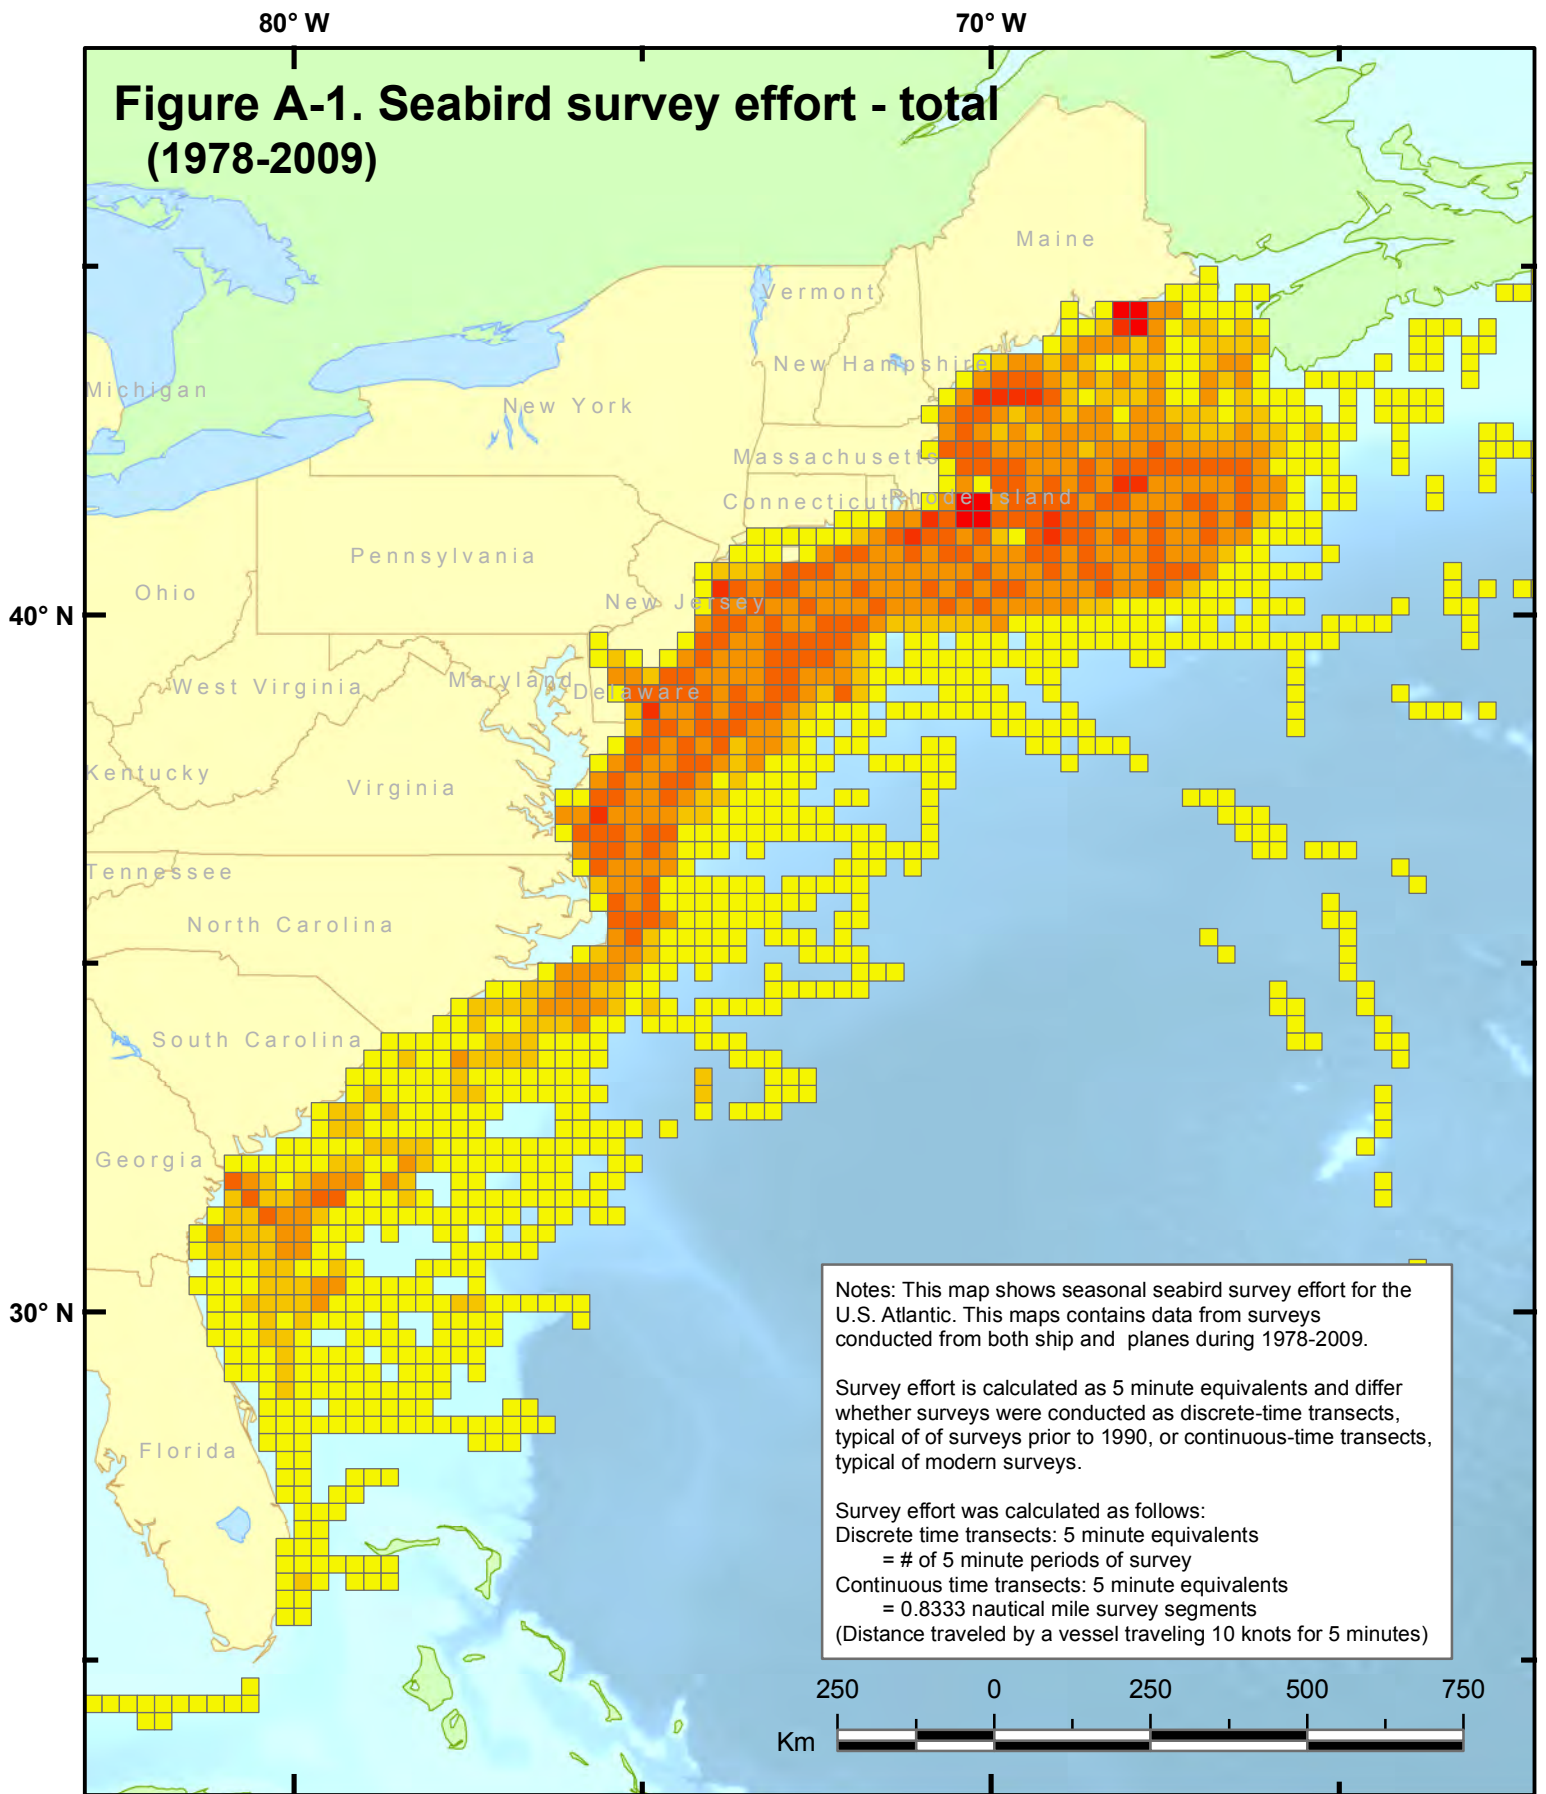 80° W
70° W
Figure A-1. Seabird survey effort - total
(1978-2009)
Maine
Vermont
New Hampshire
Michigan
New York
Massachusetts
Connecticut
Rhode Island
Pennsylvania
Ohio
New Jersey
40° N
West Virginia
Maryland
Delaware
Kentucky
Virginia
Tennessee
North Carolina
South Carolina
Georgia
30° N
Florida
Notes: This map shows seasonal seabird survey effort for the
U.S. Atlantic. This maps contains data from surveys
conducted from both ship and planes during 1978-2009.
Survey effort is calculated as 5 minute equivalents and differ
whether surveys were conducted as discrete-time transects,
typical of of surveys prior to 1990, or continuous-time transects,
typical of modern surveys.
Survey effort was calculated as follows:
Discrete time transects: 5 minute equivalents
= # of 5 minute periods of survey
Continuous time transects: 5 minute equivalents
= 0.8333 nautical mile survey segments
(Distance traveled by a vessel traveling 10 knots for 5 minutes)
250 0 250 500 750
Km